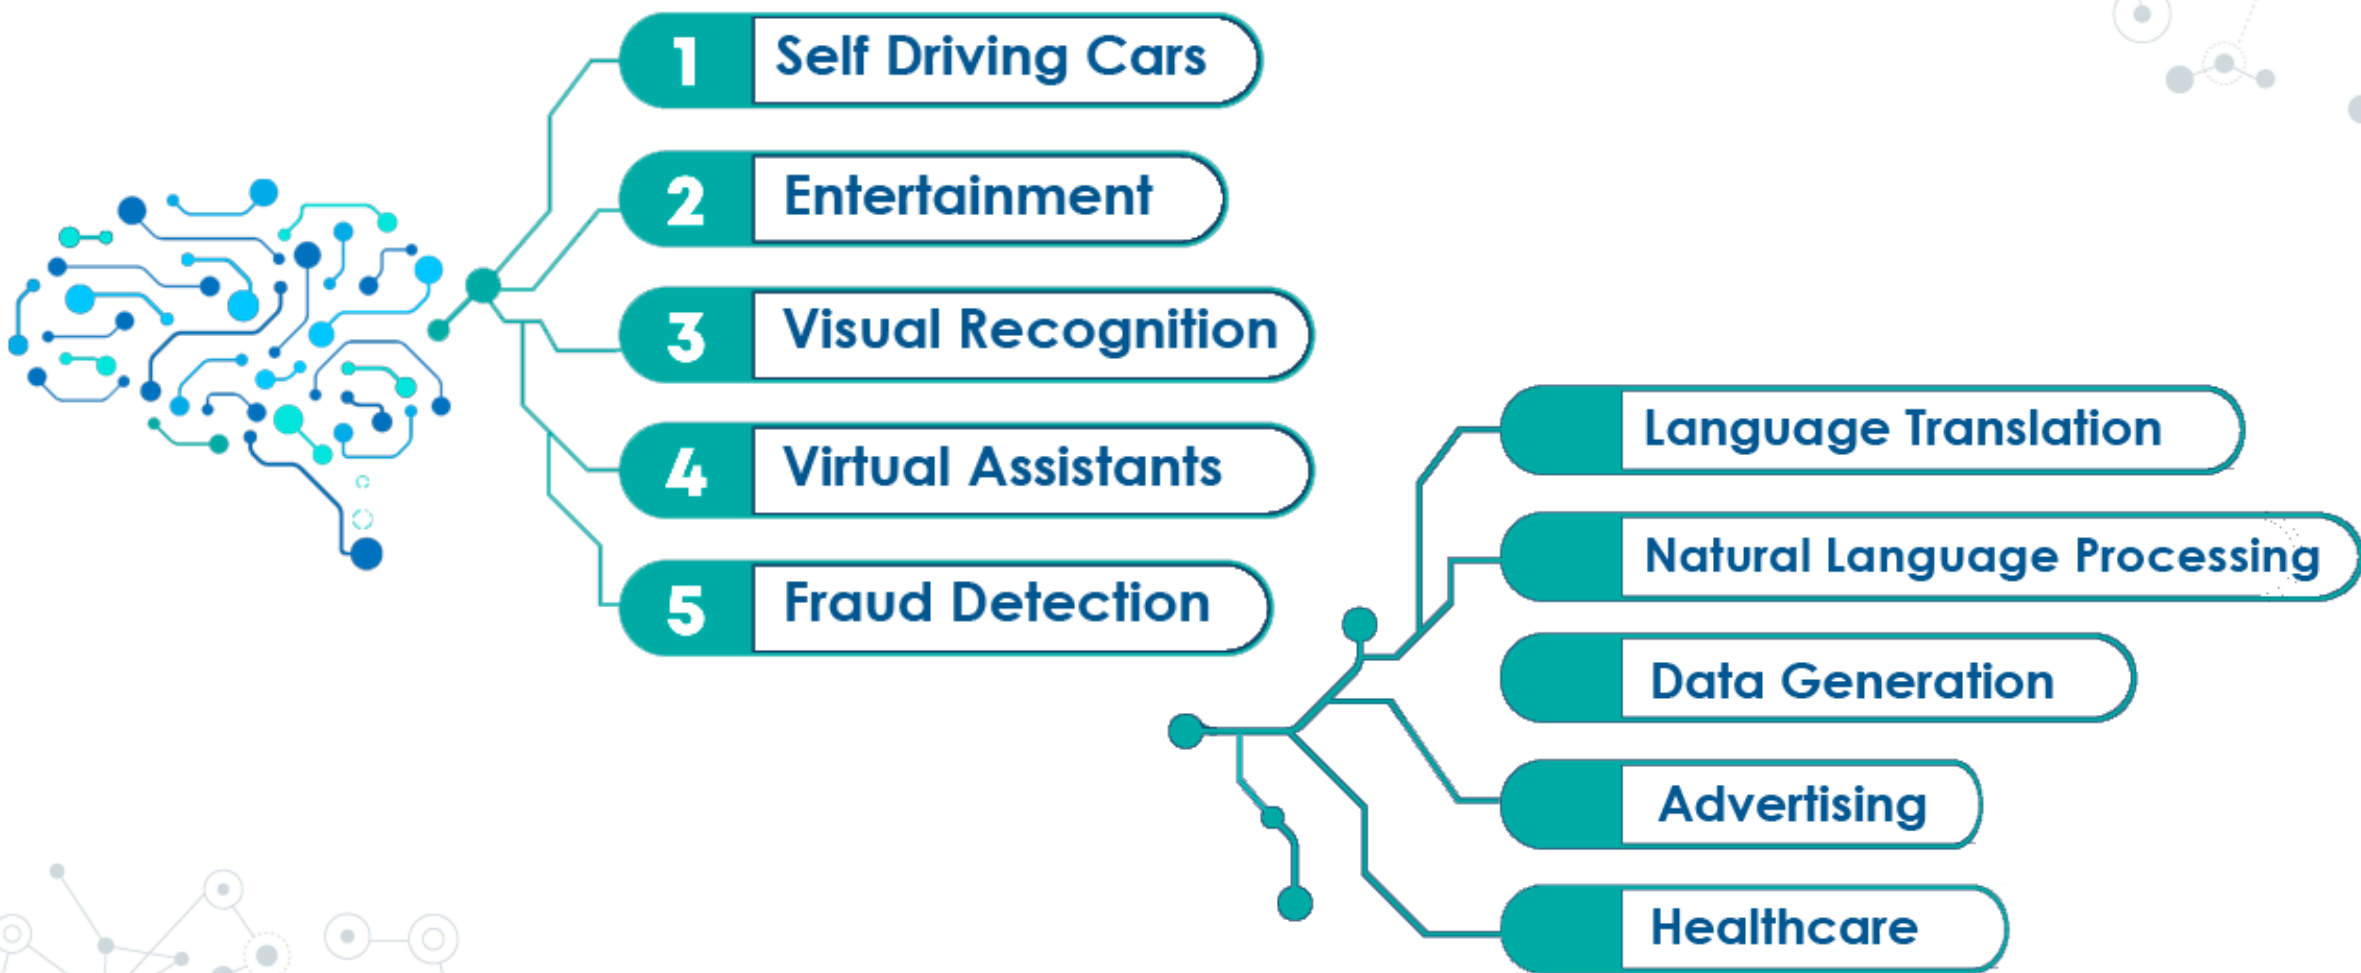 1 Self Driving Cars
2 Entertainment
3 Visual Recognition
4 Virtual Assistants
5 Fraud Detection
Language Translation
Natural Language Processing
Data Generation
Advertising
Healthcare